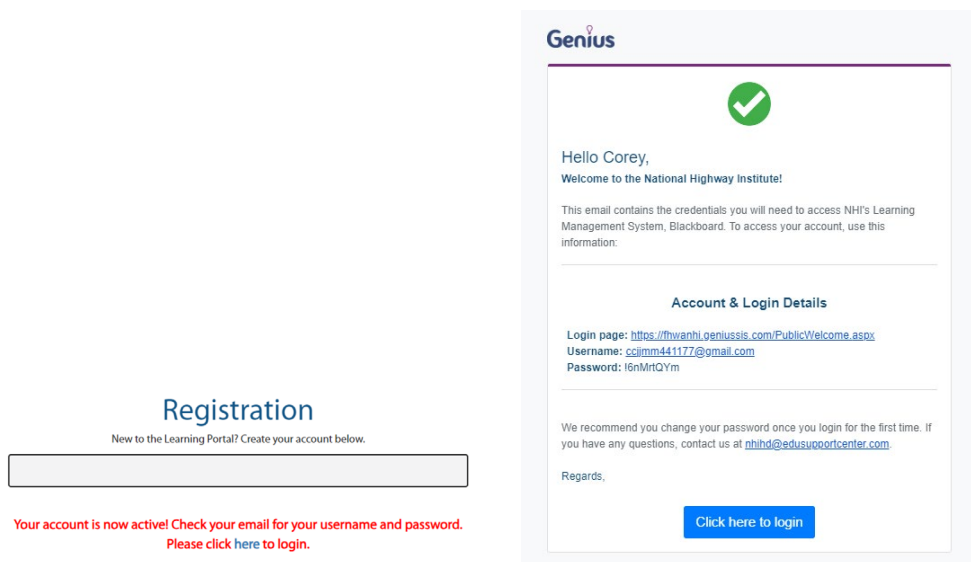 Registration
New to the Learning Portal? Create your account below.
Your account is now active! Check your email for your username and password.
Please click here to login.
Genius
Hello Corey,
Welcome to the National Highway Institute!
This email contains the credentials you will need to access NHI's Learning
Management System, Blackboard. To access your account, use this
information:
Account & Login Details
Login page: https://fhwanhi.geniussis.com/PublicWelcome.aspx
Username: ccjjmm441177@gmail.com
Password: !6nMrtQYm
We recommend you change your password once you login for the first time. If
you have any questions, contact us at nhihd@edusupportcenter.com.
Regards,
Click here to login